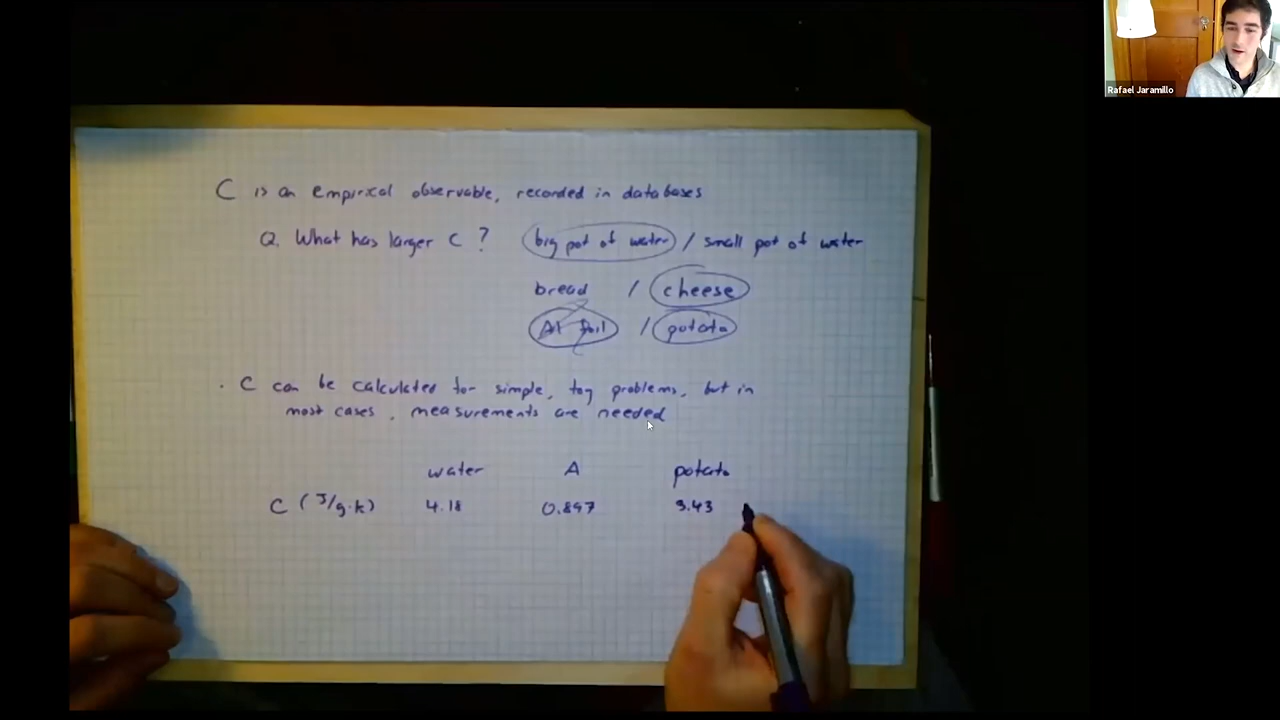 Rafael Jaramillo
C is an empirical observable, recorded in databases
Q. What has larger C? big pot of water / small pot of water
bread / cheese
Al foil / potato
· C can be calculated for simple, toy problems, but in
most cases, measurements are needed
water A potato
C (J/g·K) 4.18 0.897 3.43